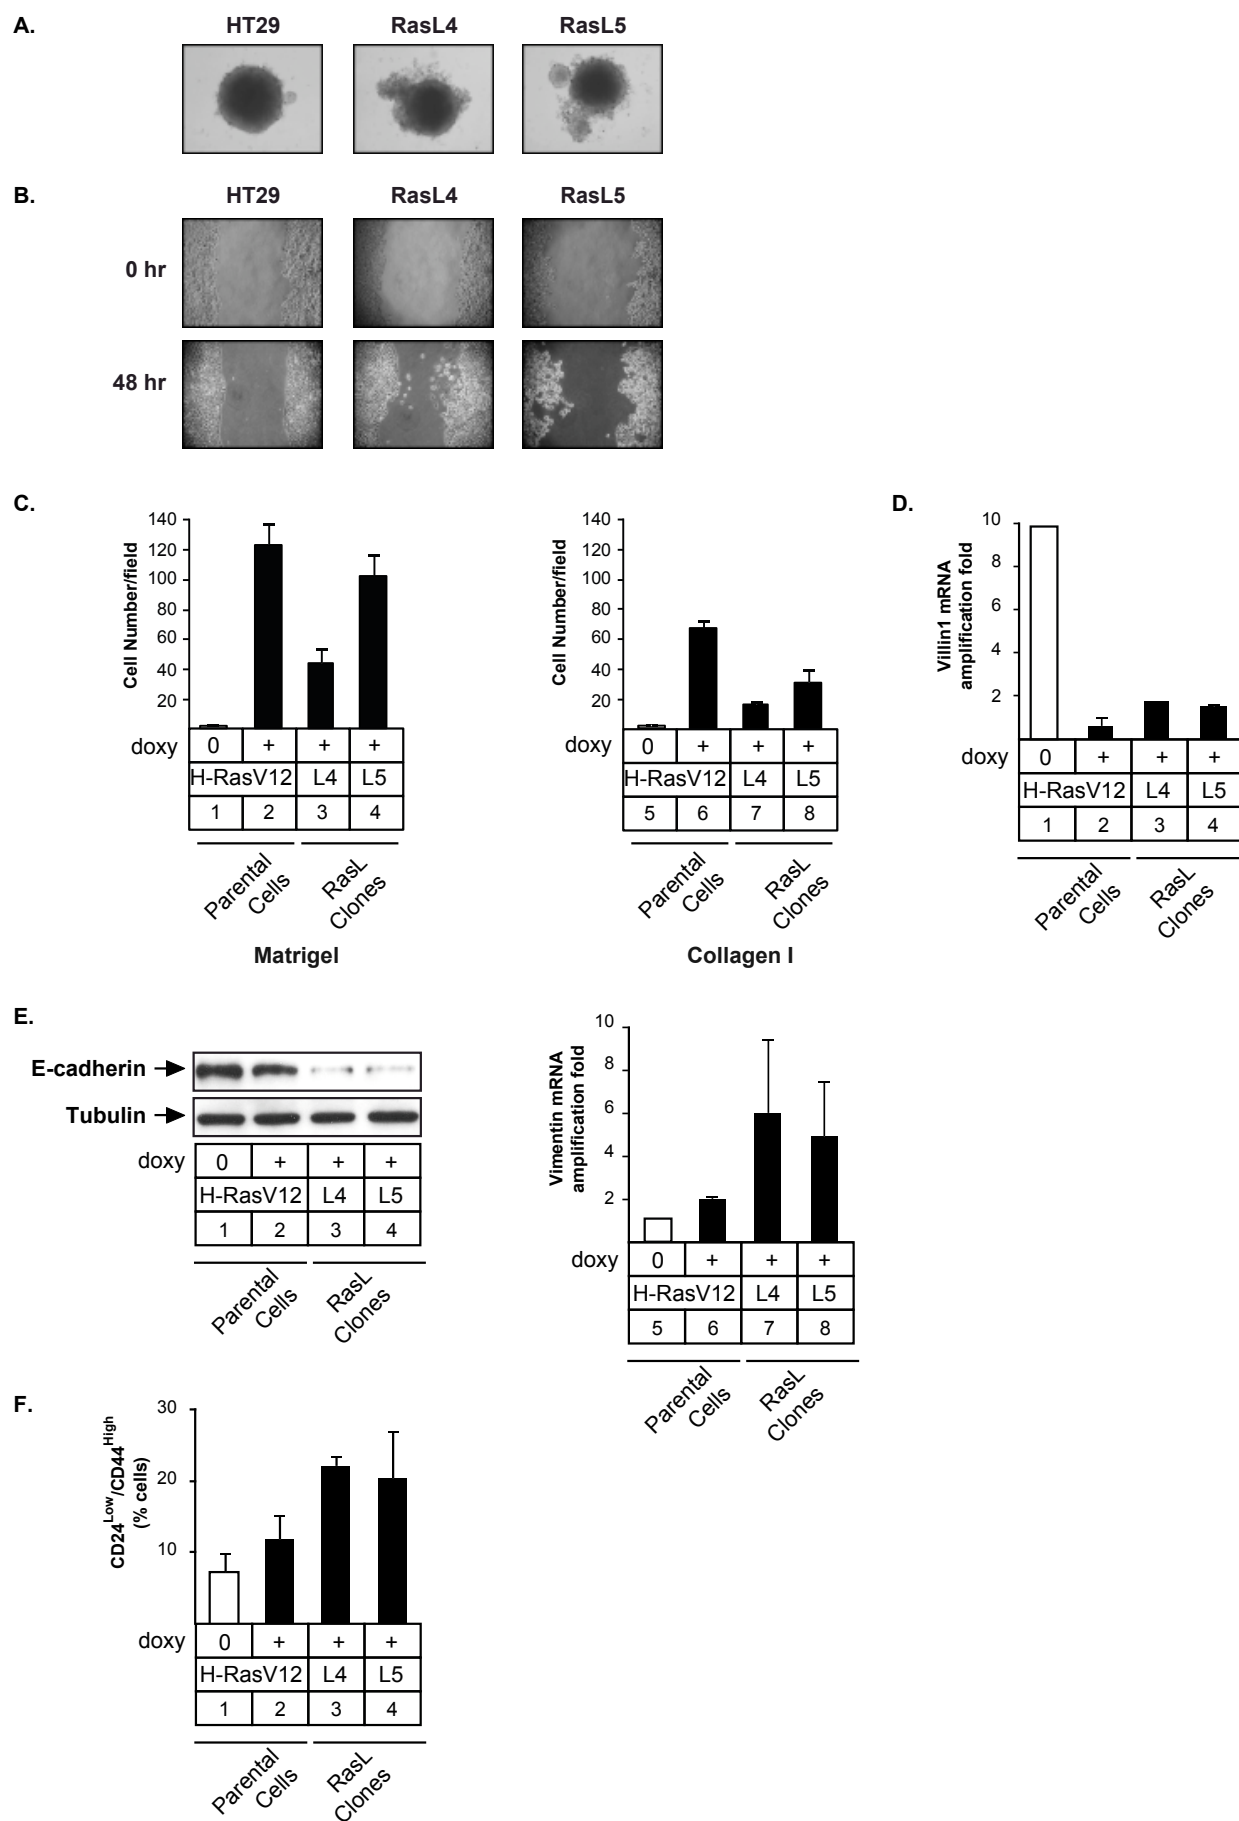 A.
HT29 RasL4 RasL5
B.
HT29 RasL4 RasL5
0 hr
48 hr
C.
Cell Number/field
140
120
100
80
60
40
20
doxy 0 + + +
H-RasV12 L4 L5
1 2 3 4
Parental
Cells
RasL
Clones
Matrigel
Cell Number/field
140
120
100
80
60
40
20
doxy 0 + + +
H-RasV12 L4 L5
5 6 7 8
Parental
Cells
RasL
Clones
Collagen I
D.
Villin1 mRNA
amplification fold
10
8
6
4
2
doxy 0 + + +
H-RasV12 L4 L5
1 2 3 4
Parental
Cells
RasL
Clones
E.
E-cadherin
Tubulin
doxy 0 + + +
H-RasV12 L4 L5
1 2 3 4
Parental
Cells
RasL
Clones
Vimentin mRNA
amplification fold
10
8
6
4
2
doxy 0 + + +
H-RasV12 L4 L5
5 6 7 8
Parental
Cells
RasL
Clones
F.
CD24Low/CD44High
(% cells)
30
20
10
doxy 0 + + +
H-RasV12 L4 L5
1 2 3 4
Parental
Cells
RasL
Clones